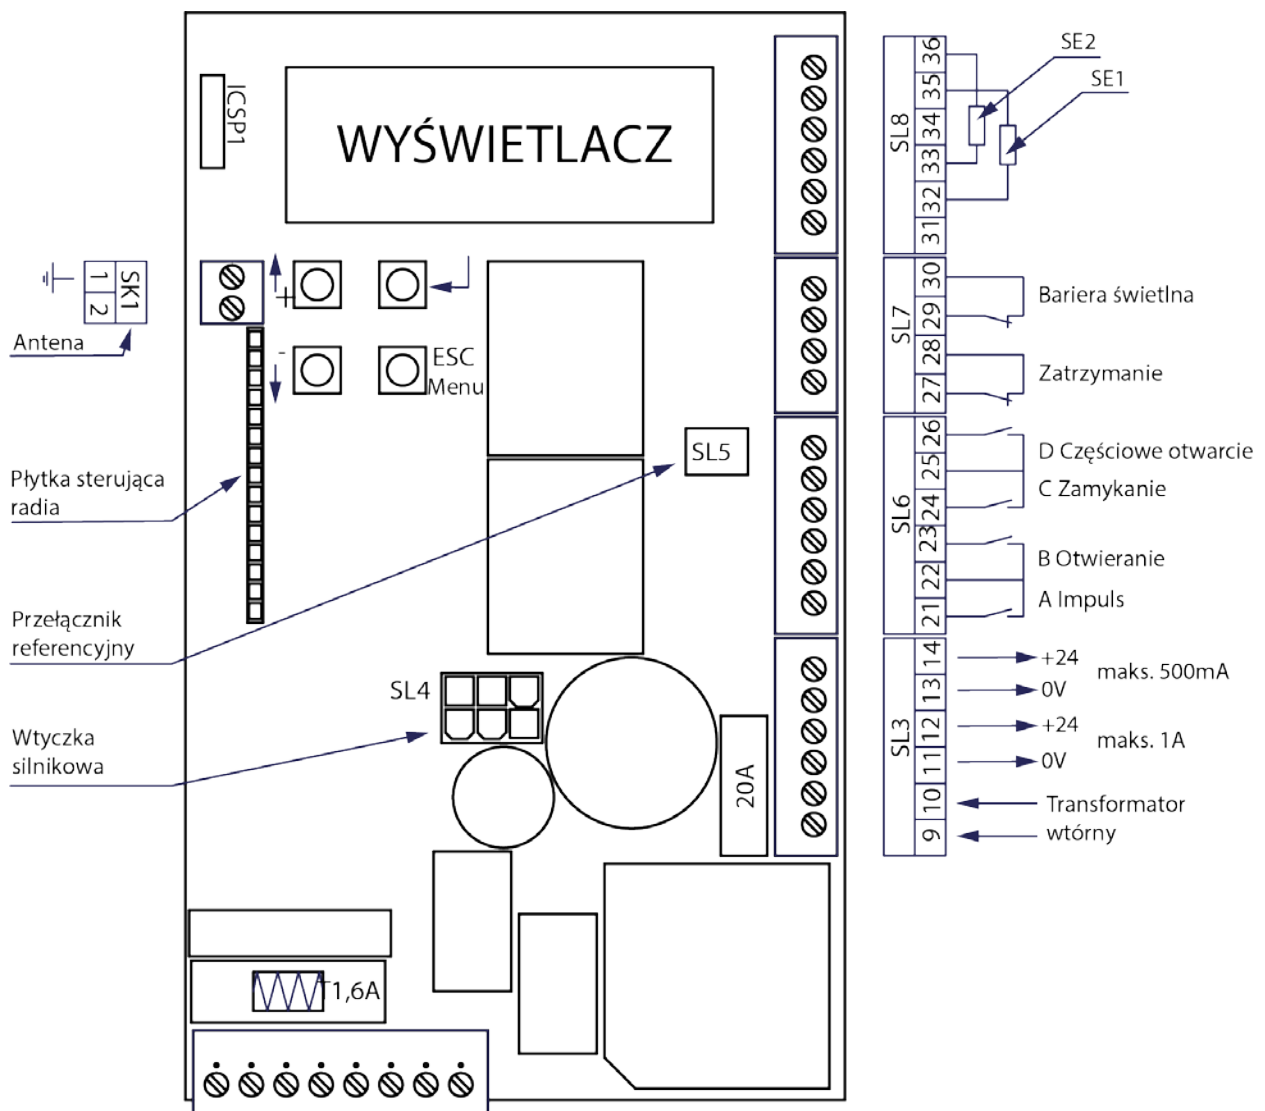 ICSP1
WYŚWIETLACZ
SK1
1
2
Antena
+
-
ESC
Menu
Płytka sterująca
radia
SL5
Przełącznik
referencyjny
SL4
Wtyczka
silnikowa
20A
T1,6A
SL8
36
35
34
33
32
31
SE2
SE1
SL7
30
29
28
27
Bariera świetlna
Zatrzymanie
SL6
26
25
24
23
22
21
D Częściowe otwarcie
C Zamykanie
B Otwieranie
A Impuls
SL3
14
13
12
11
10
9
+24
maks. 500mA
0V
+24
maks. 1A
0V
Transformator
wtórny